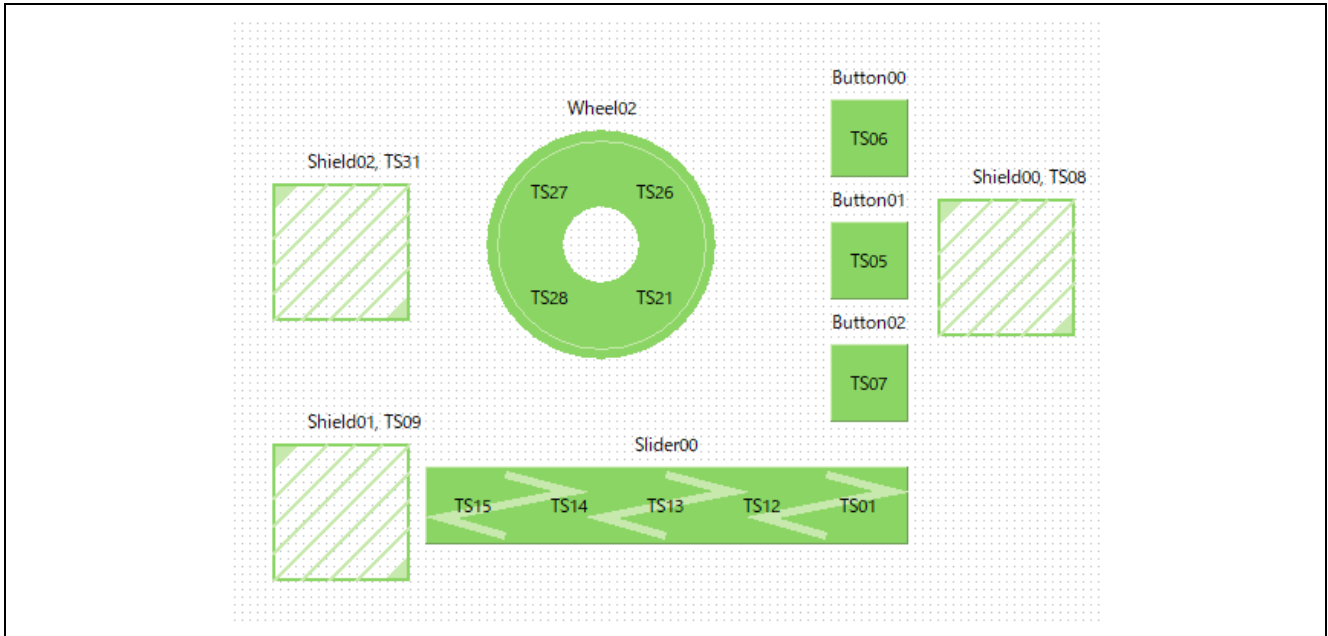 Button00
Wheel02
TS06
Shield02, TS31
Shield00, TS08
TS27 TS26
Button01
TS05
TS28 TS21
Button02
TS07
Shield01, TS09
Slider00
TS15 TS14 TS13 TS12 TS01